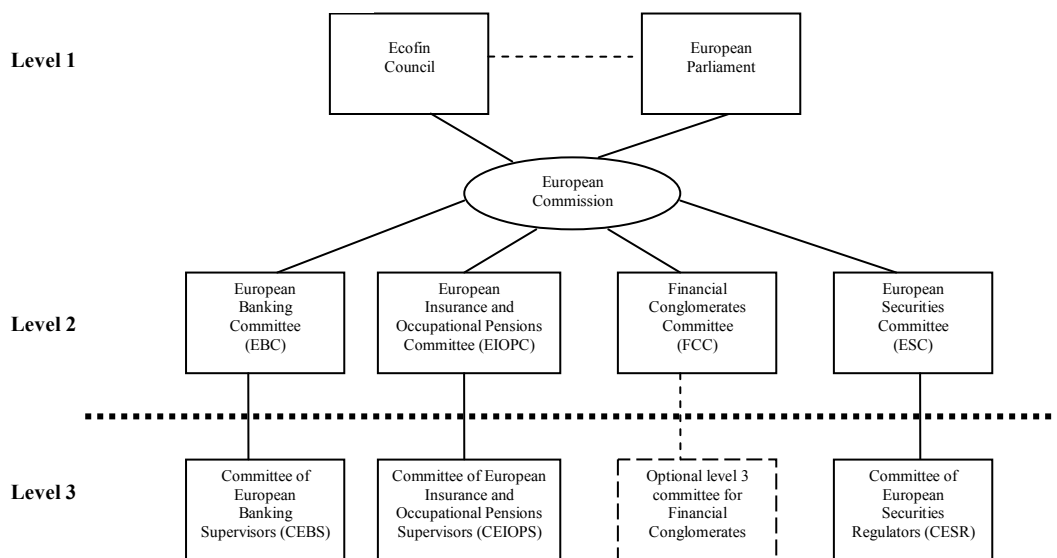 Level 1
Ecofin
Council
European
Parliament
European
Commission
Level 2
European
Banking
Committee
(EBC)
European
Insurance and
Occupational Pensions
Committee (EIOPC)
Financial
Conglomerates
Committee
(FCC)
European
Securities
Committee
(ESC)
Level 3
Committee of
European
Banking
Supervisors (CEBS)
Committee of European
Insurance and
Occupational Pensions
Supervisors (CEIOPS)
Optional level 3
committee for
Financial
Conglomerates
Committee of
European
Securities
Regulators (CESR)